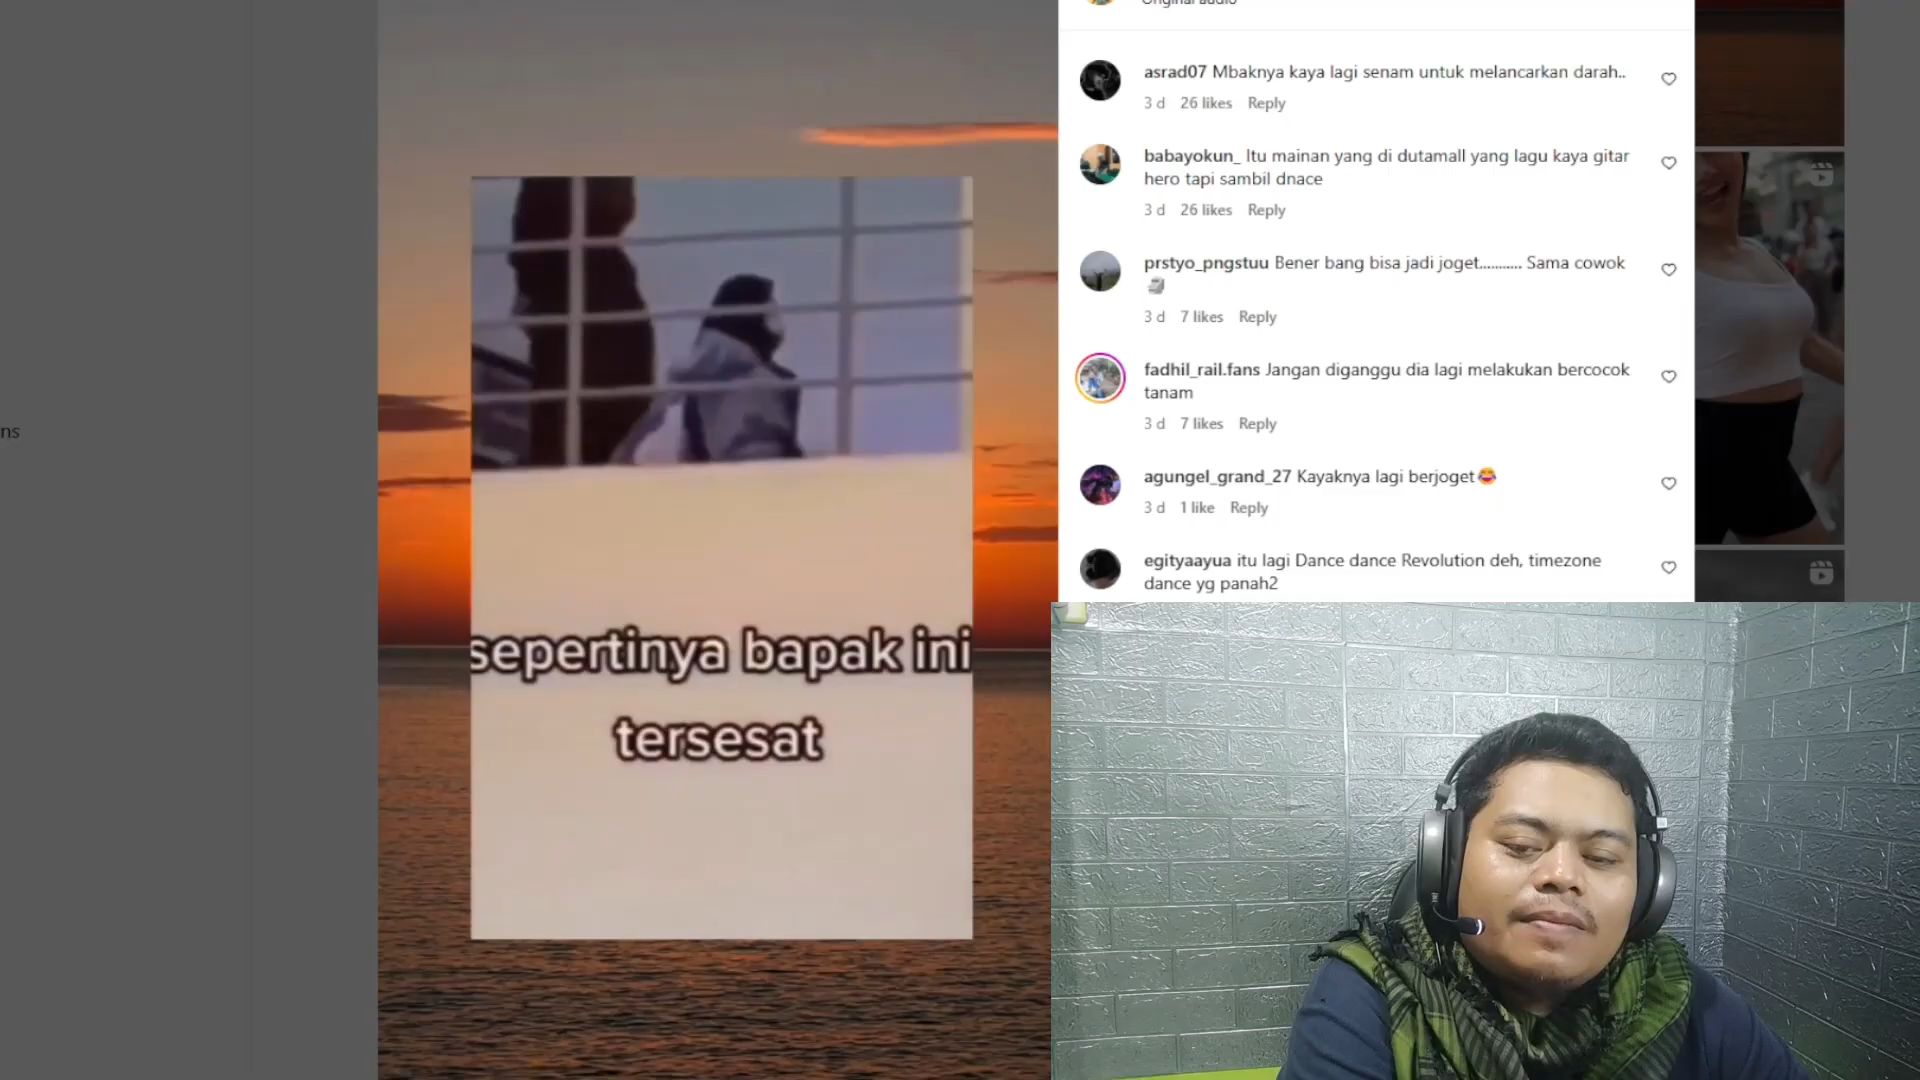 Original audio
asrad07 Mbaknya kaya lagi senam untuk melancarkan darah..
3 d 26 likes Reply
babayokun_ Itu mainan yang di dutamall yang lagu kaya gitar
hero tapi sambil dnace
3 d 26 likes Reply
prstyo_pngstuu Bener bang bisa jadi joget........... Sama cowok
🗿
3 d 7 likes Reply
fadhil_rail.fans Jangan diganggu dia lagi melakukan bercocok
tanam
3 d 7 likes Reply
agungel_grand_27 Kayaknya lagi berjoget😂
3 d 1 like Reply
egityaayua itu lagi Dance dance Revolution deh, timezone
dance yg panah2
ns
sepertinya bapak ini
tersesat